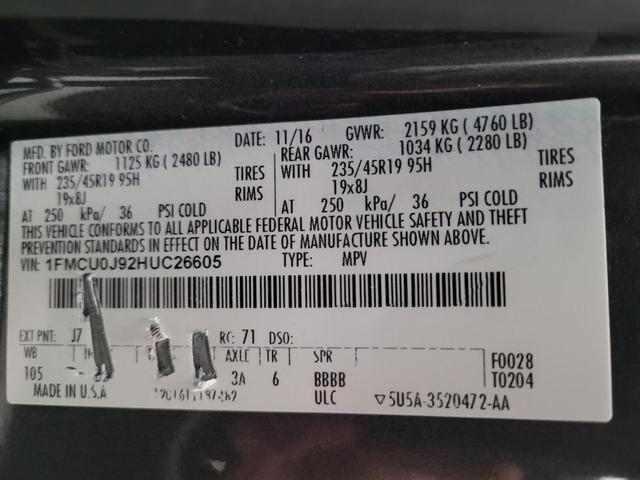 MFD. BY FORD MOTOR CO. DATE: 11/16 GVWR: 2159 KG ( 4760 LB)
FRONT GAWR: 1125 KG ( 2480 LB) REAR GAWR: 1034 KG ( 2280 LB)
WITH 235/45R19 95H TIRES WITH 235/45R19 95H TIRES
19x8J RIMS 19x8J RIMS
AT 250 kPa/ 36 PSI COLD AT 250 kPa/ 36 PSI COLD
THIS VEHICLE CONFORMS TO ALL APPLICABLE FEDERAL MOTOR VEHICLE SAFETY AND THEFT
PREVENTION STANDARDS IN EFFECT ON THE DATE OF MANUFACTURE SHOWN ABOVE.
VIN: 1FMCU0J92HUC26605 TYPE: MPV
EXT PNT: J7 RC: 71 DSO:
WB AXLE TR SPR F0028
105 3A 6 BBBB T0204
MADE IN U.S.A. ULC ▽5U5A-3520472-AA